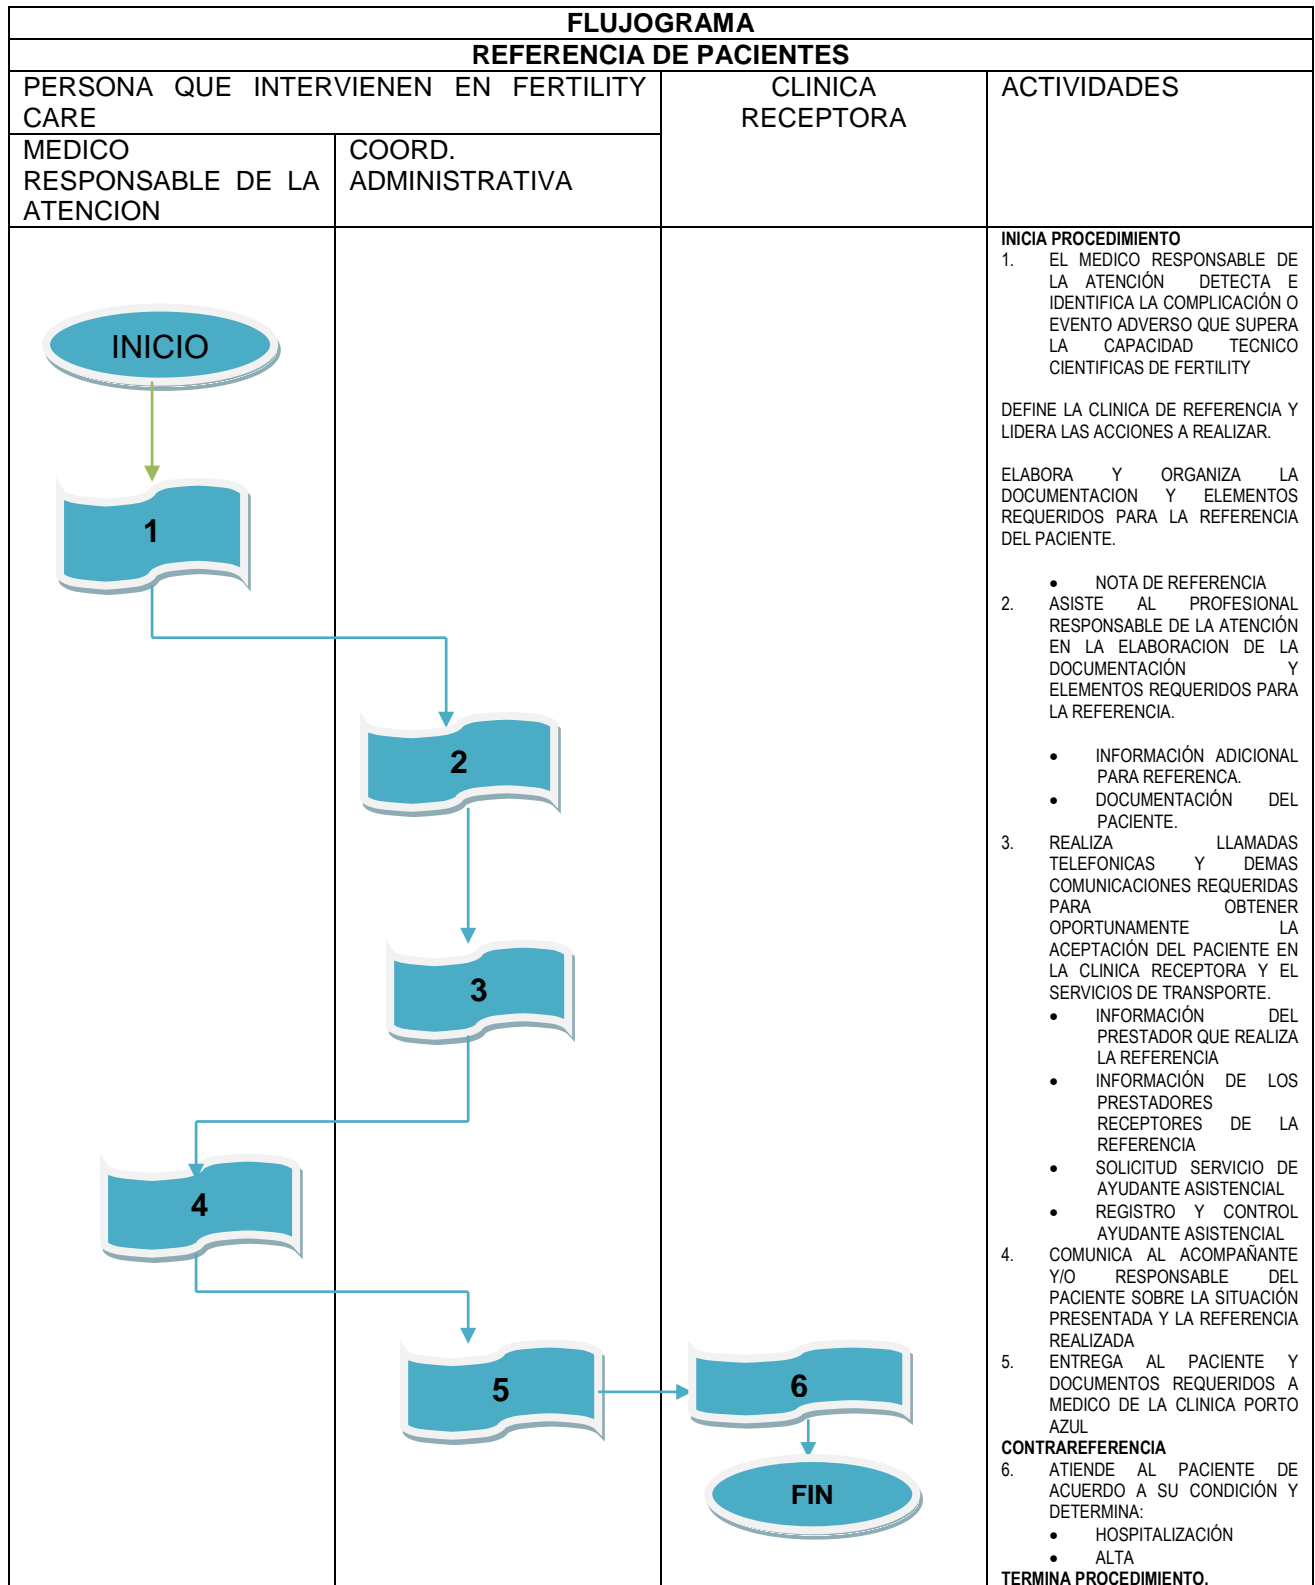 FLUJOGRAMA
REFERENCIA DE PACIENTES
PERSONA QUE INTERVIENEN EN FERTILITY
CARE
CLINICA
RECEPTORA
ACTIVIDADES
MEDICO
RESPONSABLE DE LA
ATENCION
COORD.
ADMINISTRATIVA
INICIO
1
2
3
4
5
6
FIN
INICIA PROCEDIMIENTO
1. EL MEDICO RESPONSABLE DE
LA ATENCIÓN DETECTA E
IDENTIFICA LA COMPLICACIÓN O
EVENTO ADVERSO QUE SUPERA
LA CAPACIDAD TECNICO
CIENTIFICAS DE FERTILITY
DEFINE LA CLINICA DE REFERENCIA Y
LIDERA LAS ACCIONES A REALIZAR.
ELABORA Y ORGANIZA LA
DOCUMENTACION Y ELEMENTOS
REQUERIDOS PARA LA REFERENCIA
DEL PACIENTE.
• NOTA DE REFERENCIA
2. ASISTE AL PROFESIONAL
RESPONSABLE DE LA ATENCIÓN
EN LA ELABORACION DE LA
DOCUMENTACIÓN Y
ELEMENTOS REQUERIDOS PARA
LA REFERENCIA.
• INFORMACIÓN ADICIONAL
PARA REFERENCA.
• DOCUMENTACIÓN DEL
PACIENTE.
3. REALIZA LLAMADAS
TELEFONICAS Y DEMAS
COMUNICACIONES REQUERIDAS
PARA OBTENER
OPORTUNAMENTE LA
ACEPTACIÓN DEL PACIENTE EN
LA CLINICA RECEPTORA Y EL
SERVICIOS DE TRANSPORTE.
• INFORMACIÓN DEL
PRESTADOR QUE REALIZA
LA REFERENCIA
• INFORMACIÓN DE LOS
PRESTADORES
RECEPTORES DE LA
REFERENCIA
• SOLICITUD SERVICIO DE
AYUDANTE ASISTENCIAL
• REGISTRO Y CONTROL
AYUDANTE ASISTENCIAL
4. COMUNICA AL ACOMPAÑANTE
Y/O RESPONSABLE DEL
PACIENTE SOBRE LA SITUACIÓN
PRESENTADA Y LA REFERENCIA
REALIZADA
5. ENTREGA AL PACIENTE Y
DOCUMENTOS REQUERIDOS A
MEDICO DE LA CLINICA PORTO
AZUL
CONTRAREFERENCIA
6. ATIENDE AL PACIENTE DE
ACUERDO A SU CONDICIÓN Y
DETERMINA:
• HOSPITALIZACIÓN
• ALTA
TERMINA PROCEDIMIENTO.